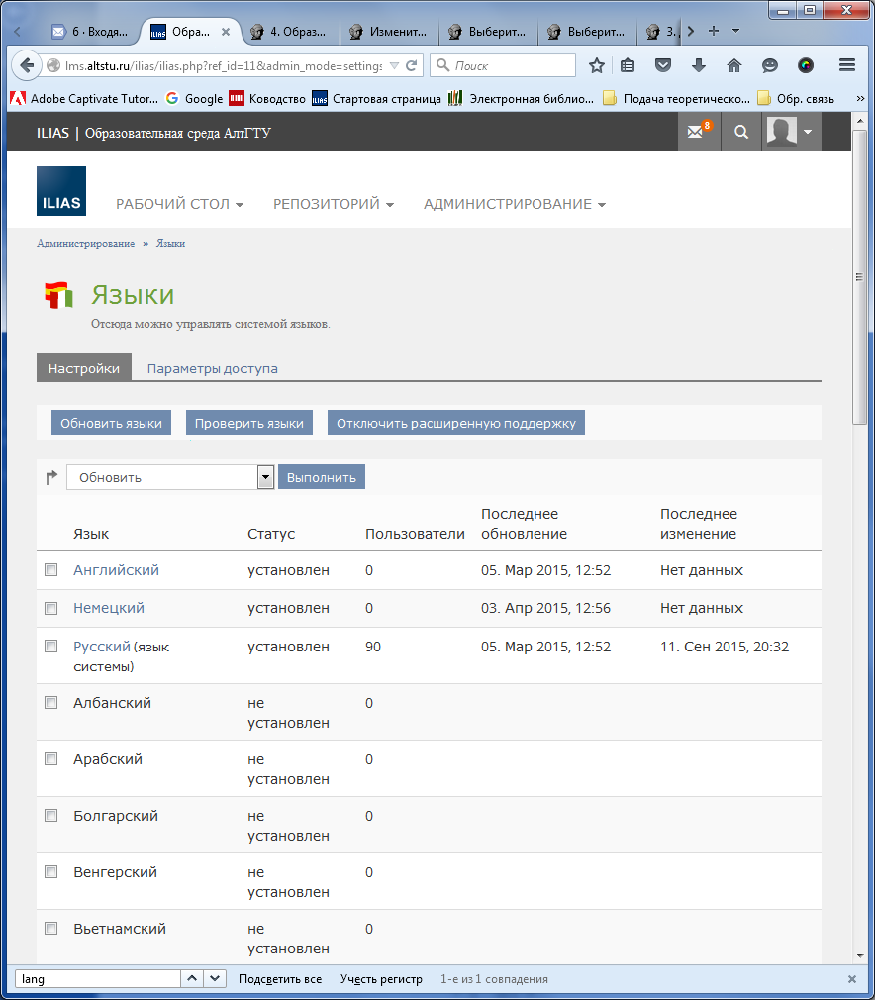 6 · Входя...
Обра...
4. Образ...
Изменит...
Выберит...
Выберит...
3.
lms.altstu.ru/ilias/ilias.php?ref_id=11&admin_mode=settings
Поиск
Adobe Captivate Tutor...
Google
Ководство
Стартовая страница
Электронная библио...
Подача теоретическо...
Обр. связь
»
ILIAS | Образовательная среда АлтГТУ
8
ILIAS
РАБОЧИЙ СТОЛ
РЕПОЗИТОРИЙ
АДМИНИСТРИРОВАНИЕ
Администрирование » Языки
Языки
Отсюда можно управлять системой языков.
Настройки
Параметры доступа
Обновить языки
Проверить языки
Отключить расширенную поддержку
Обновить
Выполнить
Язык
Статус
Пользователи
Последнее
обновление
Последнее
изменение
Английский установлен 0 05. Мар 2015, 12:52 Нет данных
Немецкий установлен 0 03. Апр 2015, 12:56 Нет данных
Русский (язык
системы)
установлен 90 05. Мар 2015, 12:52 11. Сен 2015, 20:32
Албанский
не
установлен
0
Арабский
не
установлен
0
Болгарский
не
установлен
0
Венгерский
не
установлен
0
Вьетнамский
не
установлен
0
lang
Подсветить все
Учесть регистр
1-е из 1 совпадения